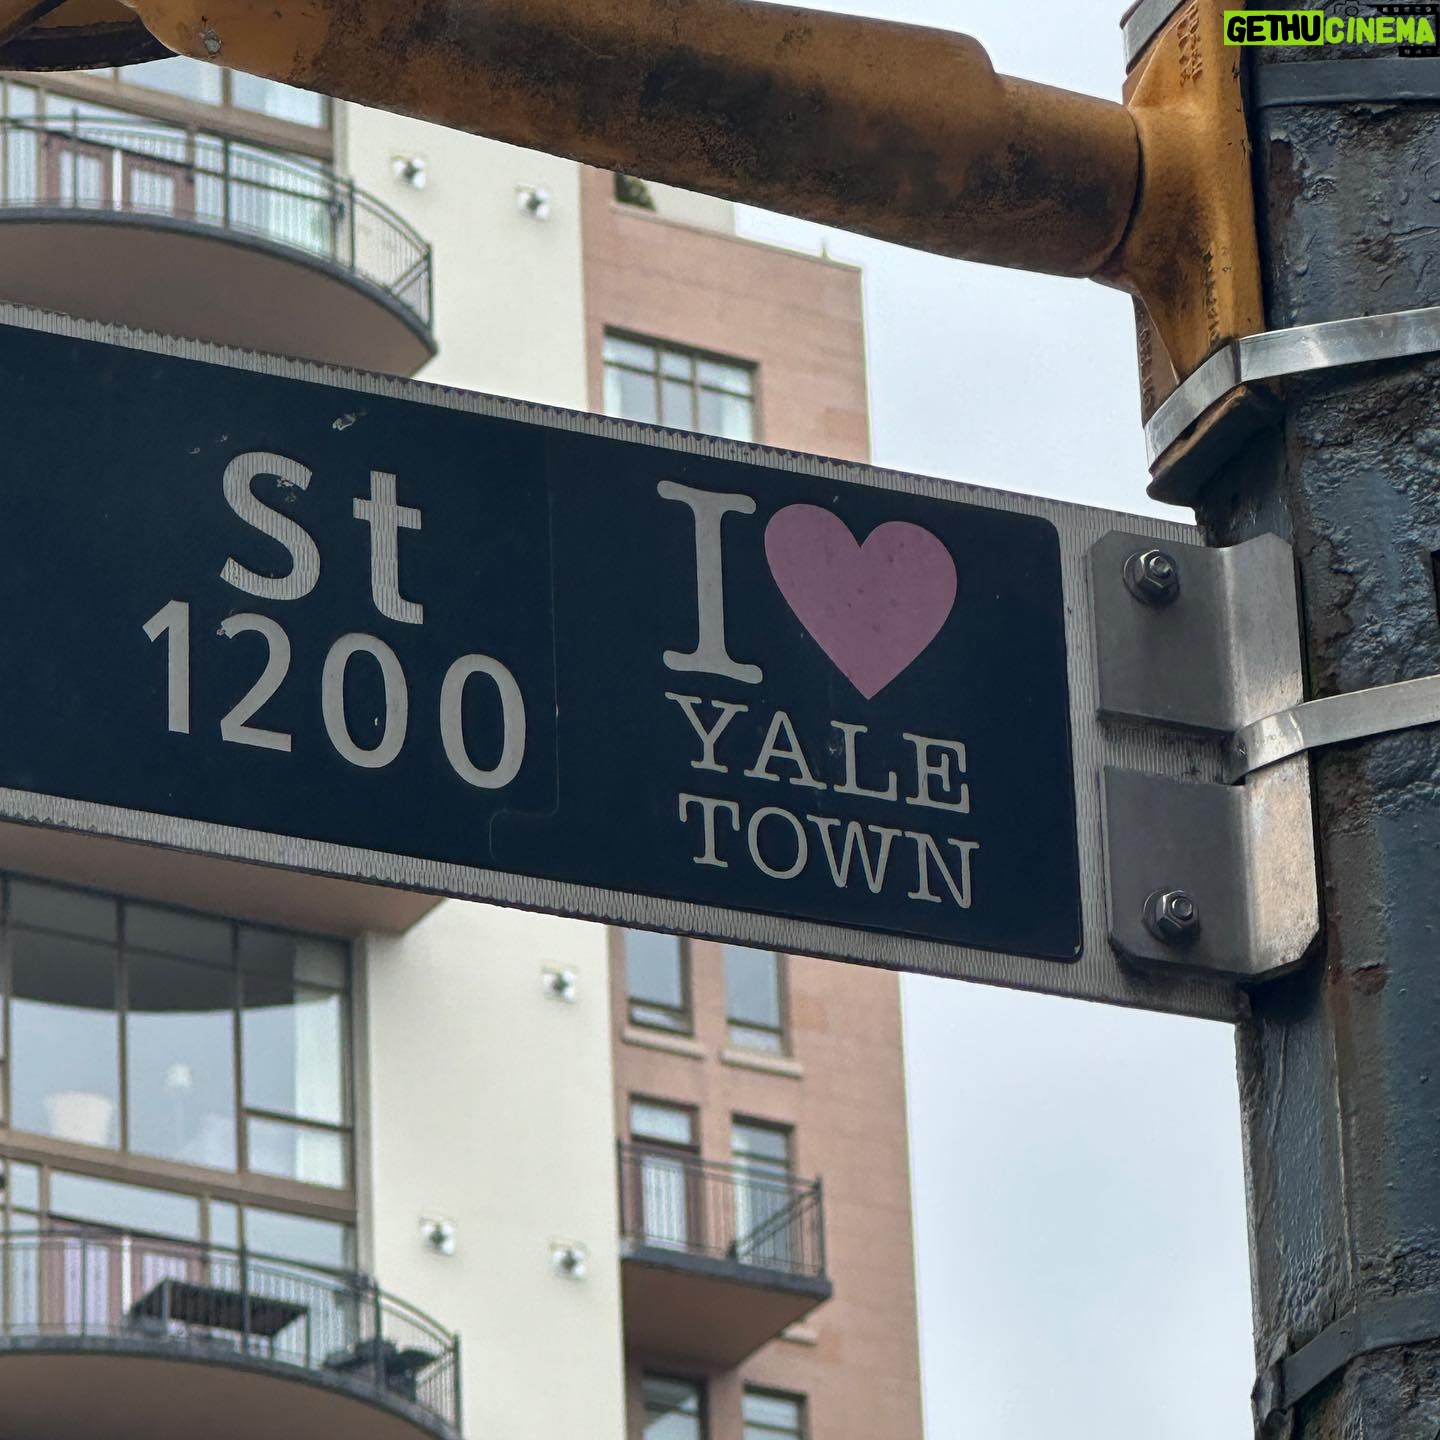 GETHUCINEMA
St
1200
I
YALE
TOWN